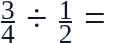 3/4 ÷ 1/2 =